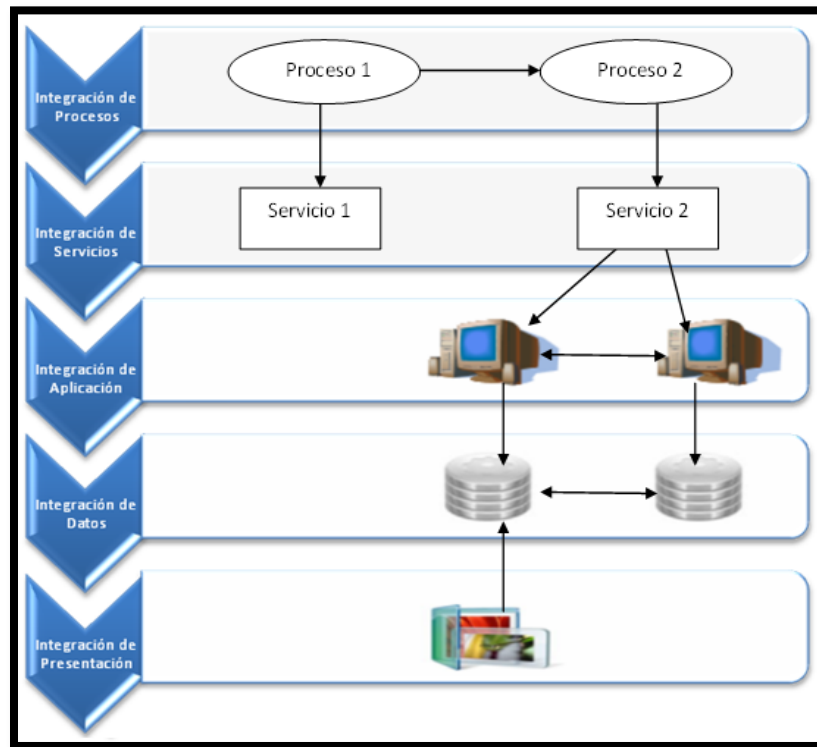 Proceso 1
Proceso 2
Integración de
Procesos
Servicio 1
Servicio 2
Integración de
Servicios
Integración de
Aplicación
Integración de
Datos
Integración de
Presentación